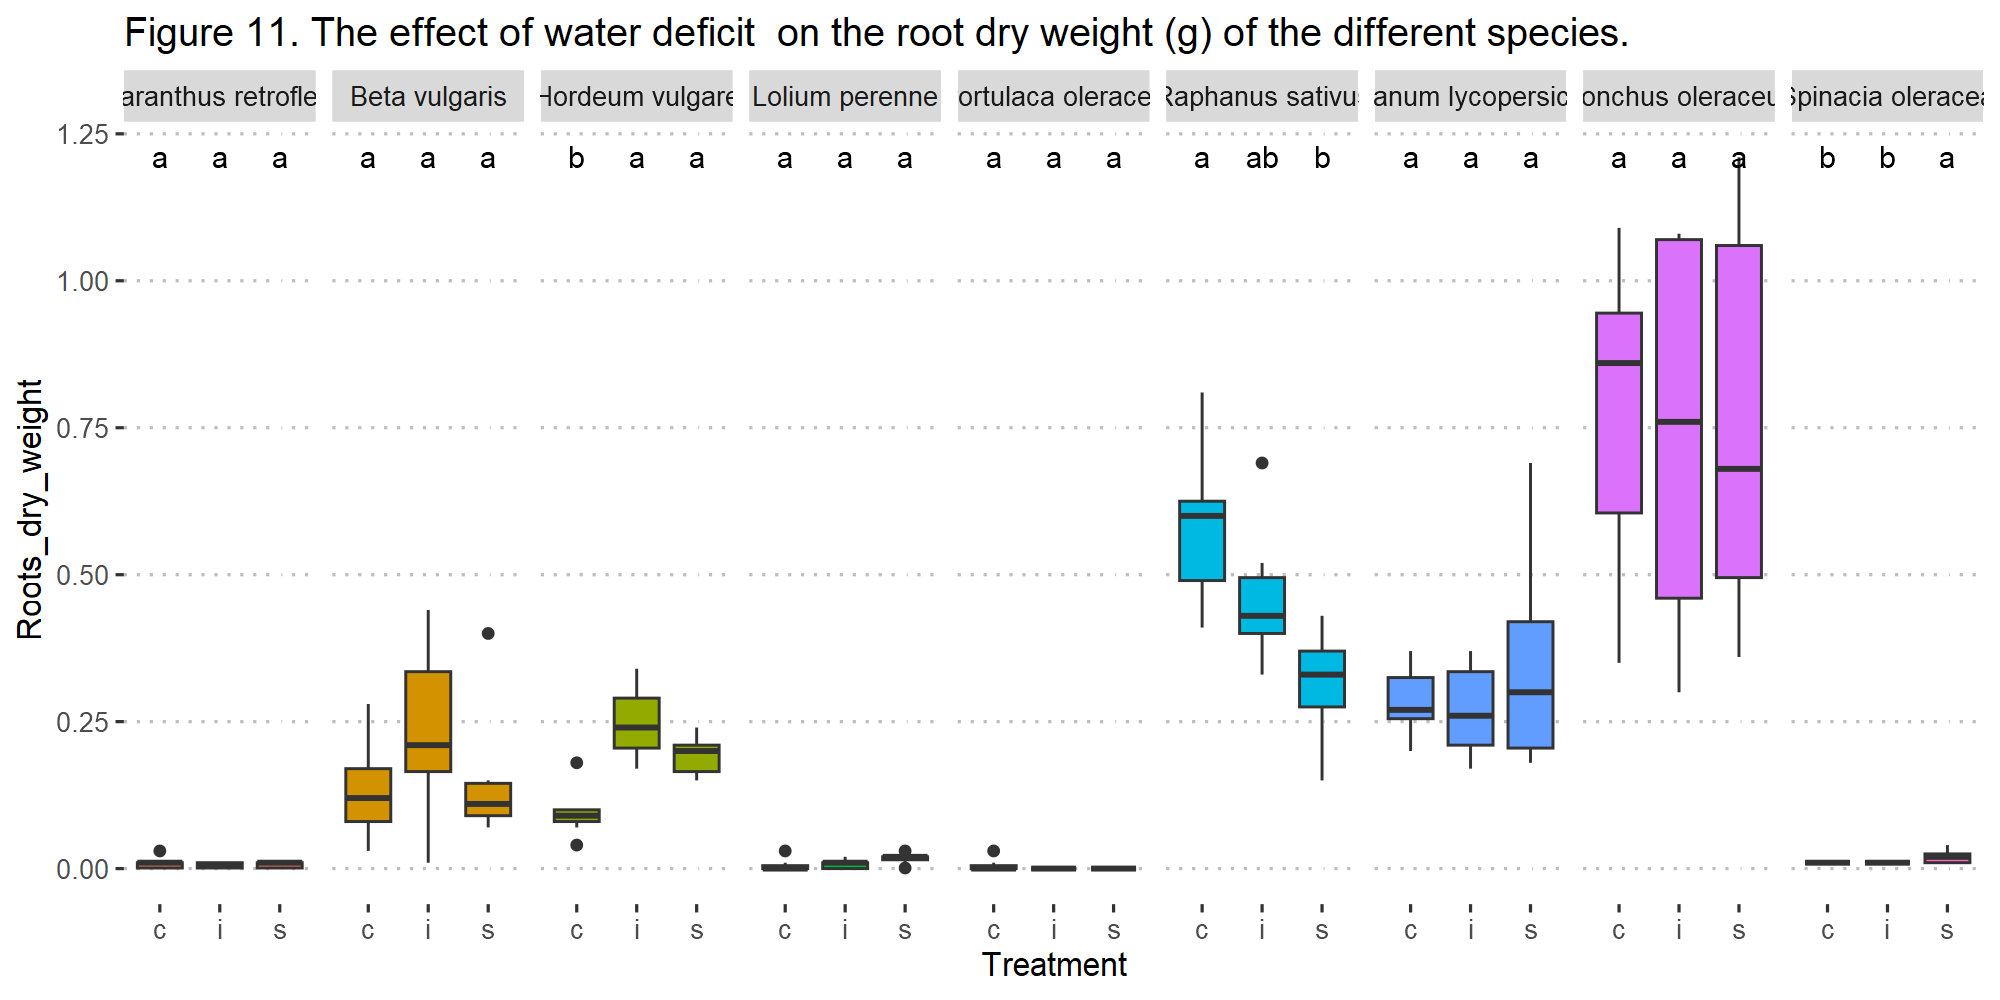 Figure 11. The effect of water deficit  on the root dry weight (g) of the different species.
aranthus retrofle Beta vulgaris Hordeum vulgare Lolium perenne ortulaca olerace Raphanus sativus anum lycopersic onchus oleraceu Spinacia oleracea
1.25
a a a a a a b a a a a a a a a a ab b a a a a a a b b a
1.00
0.75
0.50
0.25
0.00
Roots_dry_weight
c i s c i s c i s c i s c i s c i s c i s c i s c i s
Treatment